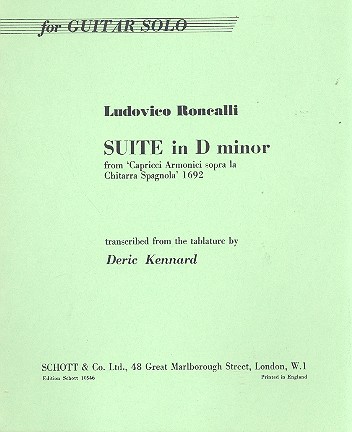 for GUITAR SOLO
Ludovico Roncalli
SUITE in D minor
from 'Capricci Armonici sopra la
Chitarra Spagnola' 1692
transcribed from the tablature by
Deric Kennard
SCHOTT & Co. Ltd., 48 Great Marlborough Street, London, W.1
Edition Schott 10546
Printed in England